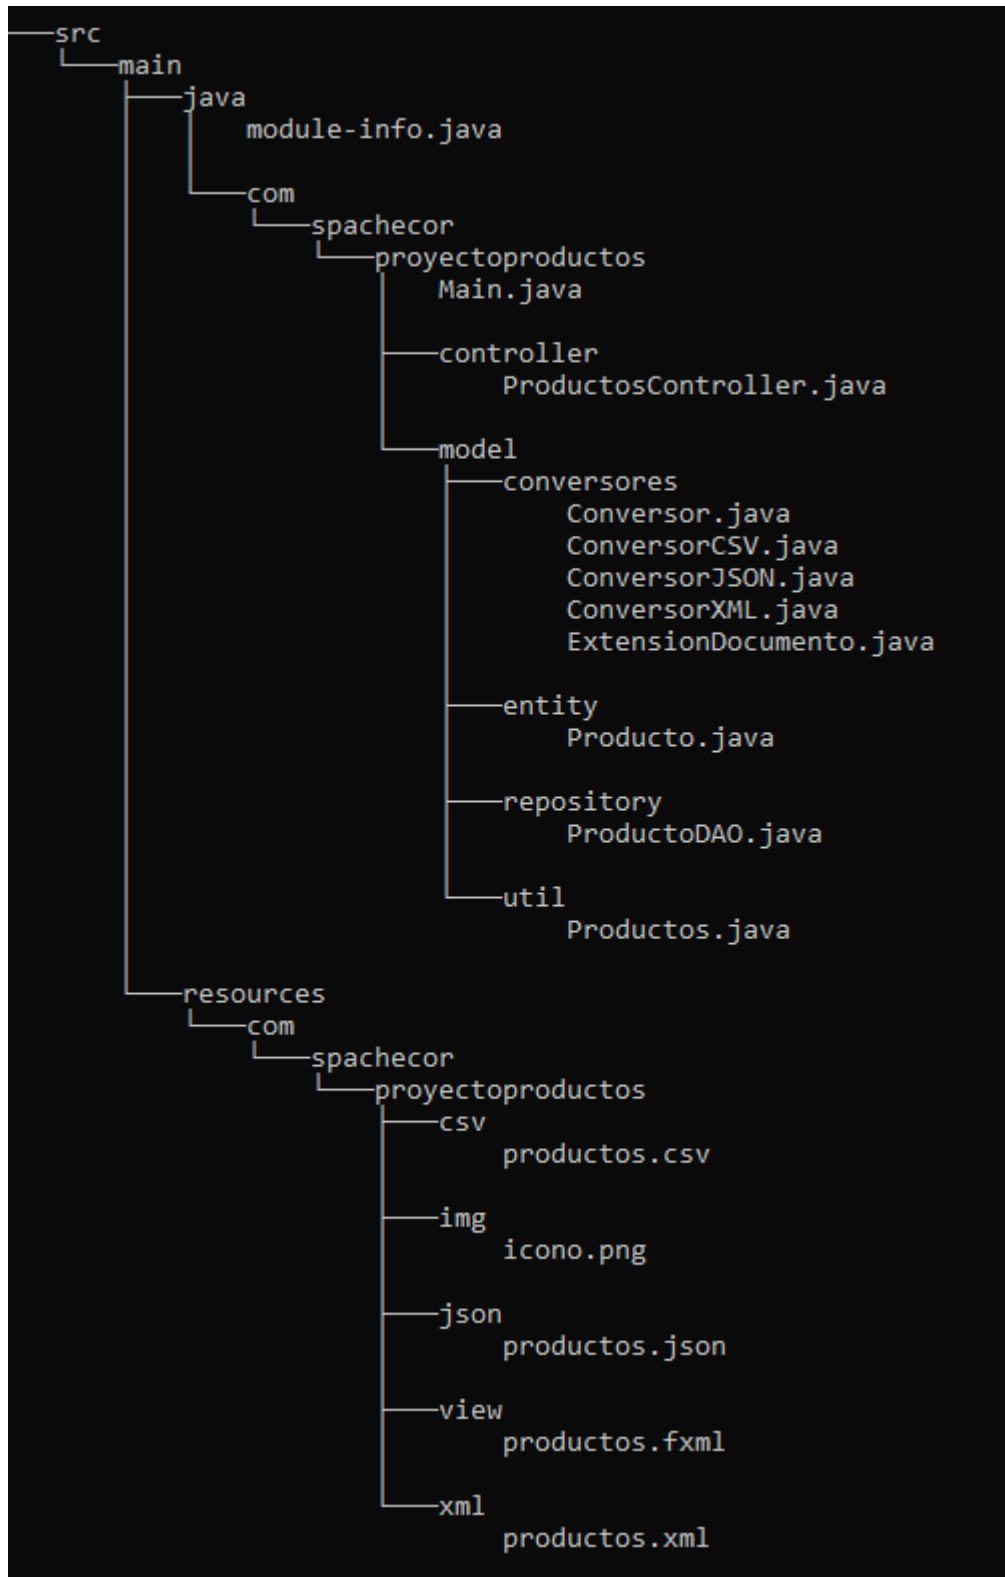 src
main
java
module-info.java
com
spachecor
proyectoproductos
Main.java
controller
ProductosController.java
model
conversores
Conversor.java
ConversorCSV.java
ConversorJSON.java
ConversorXML.java
ExtensionDocumento.java
entity
Producto.java
repository
ProductoDAO.java
util
Productos.java
resources
com
spachecor
proyectoproductos
csv
productos.csv
img
icono.png
json
productos.json
view
productos.fxml
xml
productos.xml